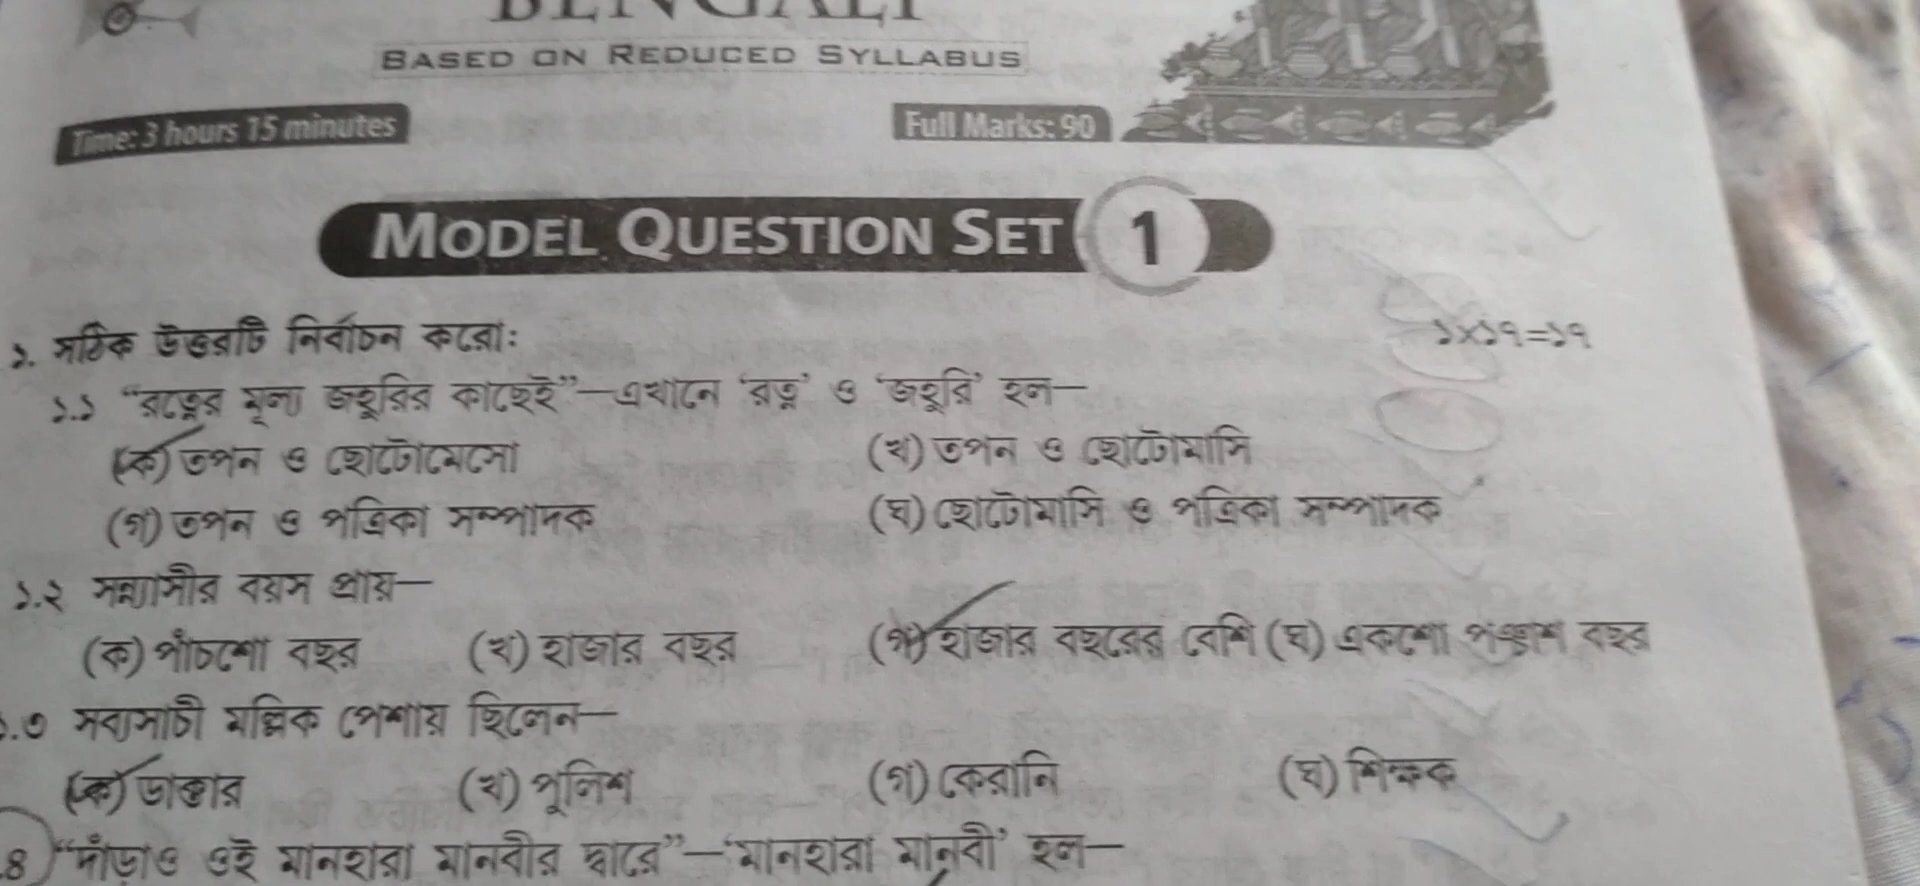 BENGALI
BASED ON REDUCED SYLLABUS
Time: 3 hours 15 minutes Full Marks: 90
MODEL QUESTION SET 1
১. সঠিক উত্তরটি নির্বাচন করো: ১×১৭=১৭
১.১ “রত্নের মূল্য জহুরির কাছেই”—এখানে ‘রত্ন’ ও ‘জহুরি’ হল—
(ক) তপন ও ছোটোমেসো (খ) তপন ও ছোটোমাসি
(গ) তপন ও পত্রিকা সম্পাদক (ঘ) ছোটোমাসি ও পত্রিকা সম্পাদক
১.২ সন্ন্যাসীর বয়স প্রায়—
(ক) পাঁচশো বছর (খ) হাজার বছর (গ) হাজার বছরের বেশি (ঘ) একশো পঞ্চাশ বছর
১.৩ সব্যসাচী মল্লিক পেশায় ছিলেন—
(ক) ডাক্তার (খ) পুলিশ (গ) কেরানি (ঘ) শিক্ষক
.৪ “দাঁড়াও ওই মানহারা মানবীর দ্বারে”—‘মানহারা মানবী’ হল—